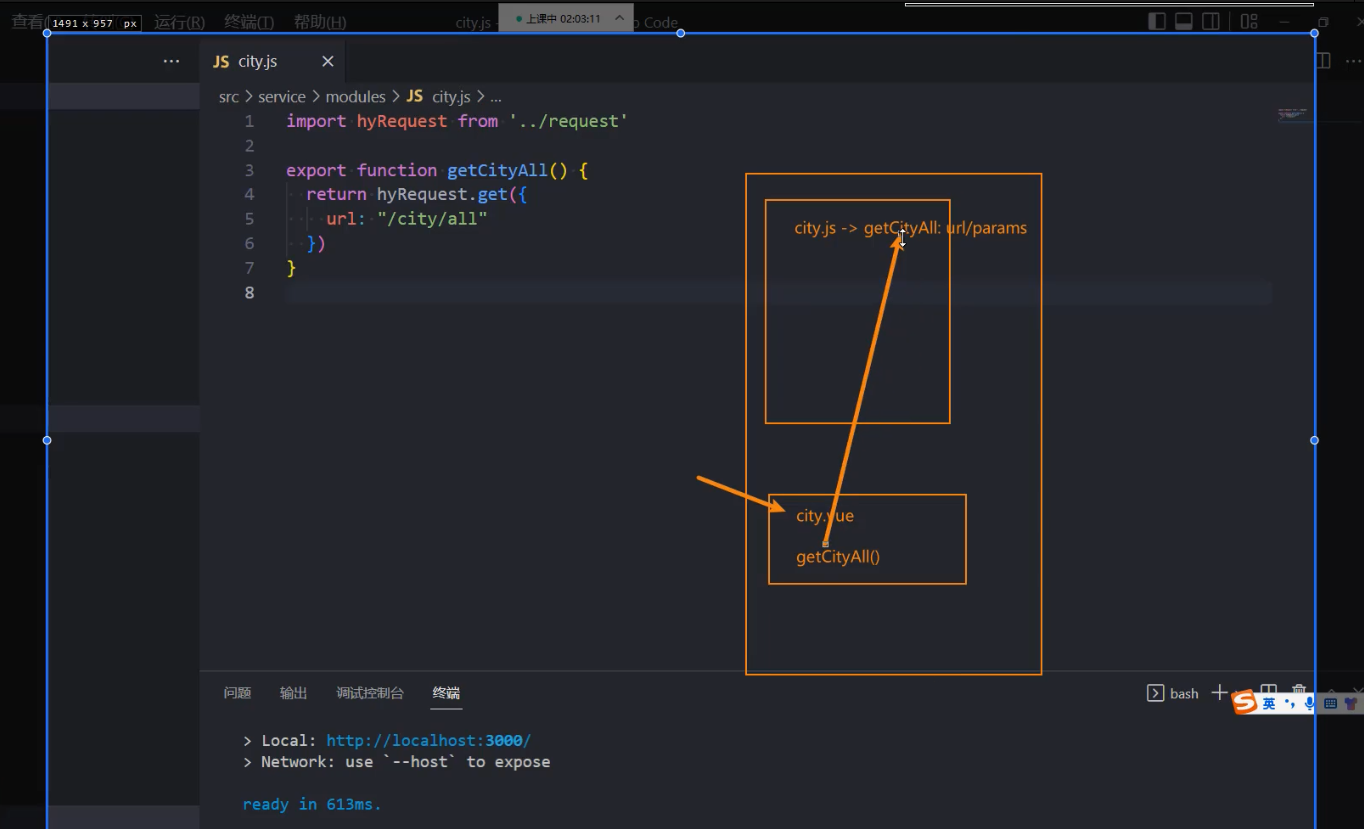 查看
1491 x 957 px
运行(R)
终端(T)
帮助(H)
city.js -
上课中 02:03:11
Code
JS city.js
src > service > modules > JS city.js > ...
1 import hyRequest from '../request'
2
3 export function getCityAll() {
4 return hyRequest.get({
5 url: "/city/all"
6 })
7 }
8
city.js -> getCityAll: url/params
city.vue
getCityAll()
问题 输出 调试控制台 终端
bash
英
> Local: http://localhost:3000/
> Network: use `--host` to expose
ready in 613ms.